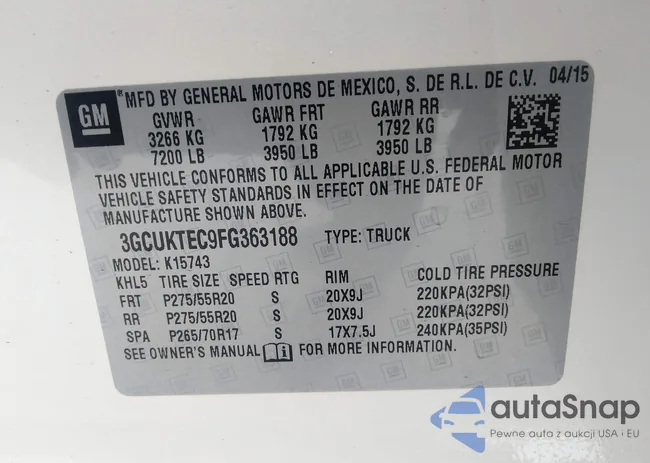 GM ® MFD BY GENERAL MOTORS DE MEXICO, S. DE R.L. DE C.V. 04/15
GVWR GAWR FRT GAWR RR
3266 KG 1792 KG 1792 KG
7200 LB 3950 LB 3950 LB
THIS VEHICLE CONFORMS TO ALL APPLICABLE U.S. FEDERAL MOTOR
VEHICLE SAFETY STANDARDS IN EFFECT ON THE DATE OF
MANUFACTURE SHOWN ABOVE.
3GCUKTEC9FG363188 TYPE: TRUCK
MODEL: K15743
KHL5 TIRE SIZE SPEED RTG RIM COLD TIRE PRESSURE
FRT P275/55R20 S 20X9J 220KPA(32PSI)
RR P275/55R20 S 20X9J 220KPA(32PSI)
SPA P265/70R17 S 17X7.5J 240KPA(35PSI)
SEE OWNER'S MANUAL i FOR MORE INFORMATION.
autaSnap
Pewne auta z aukcji USA i EU